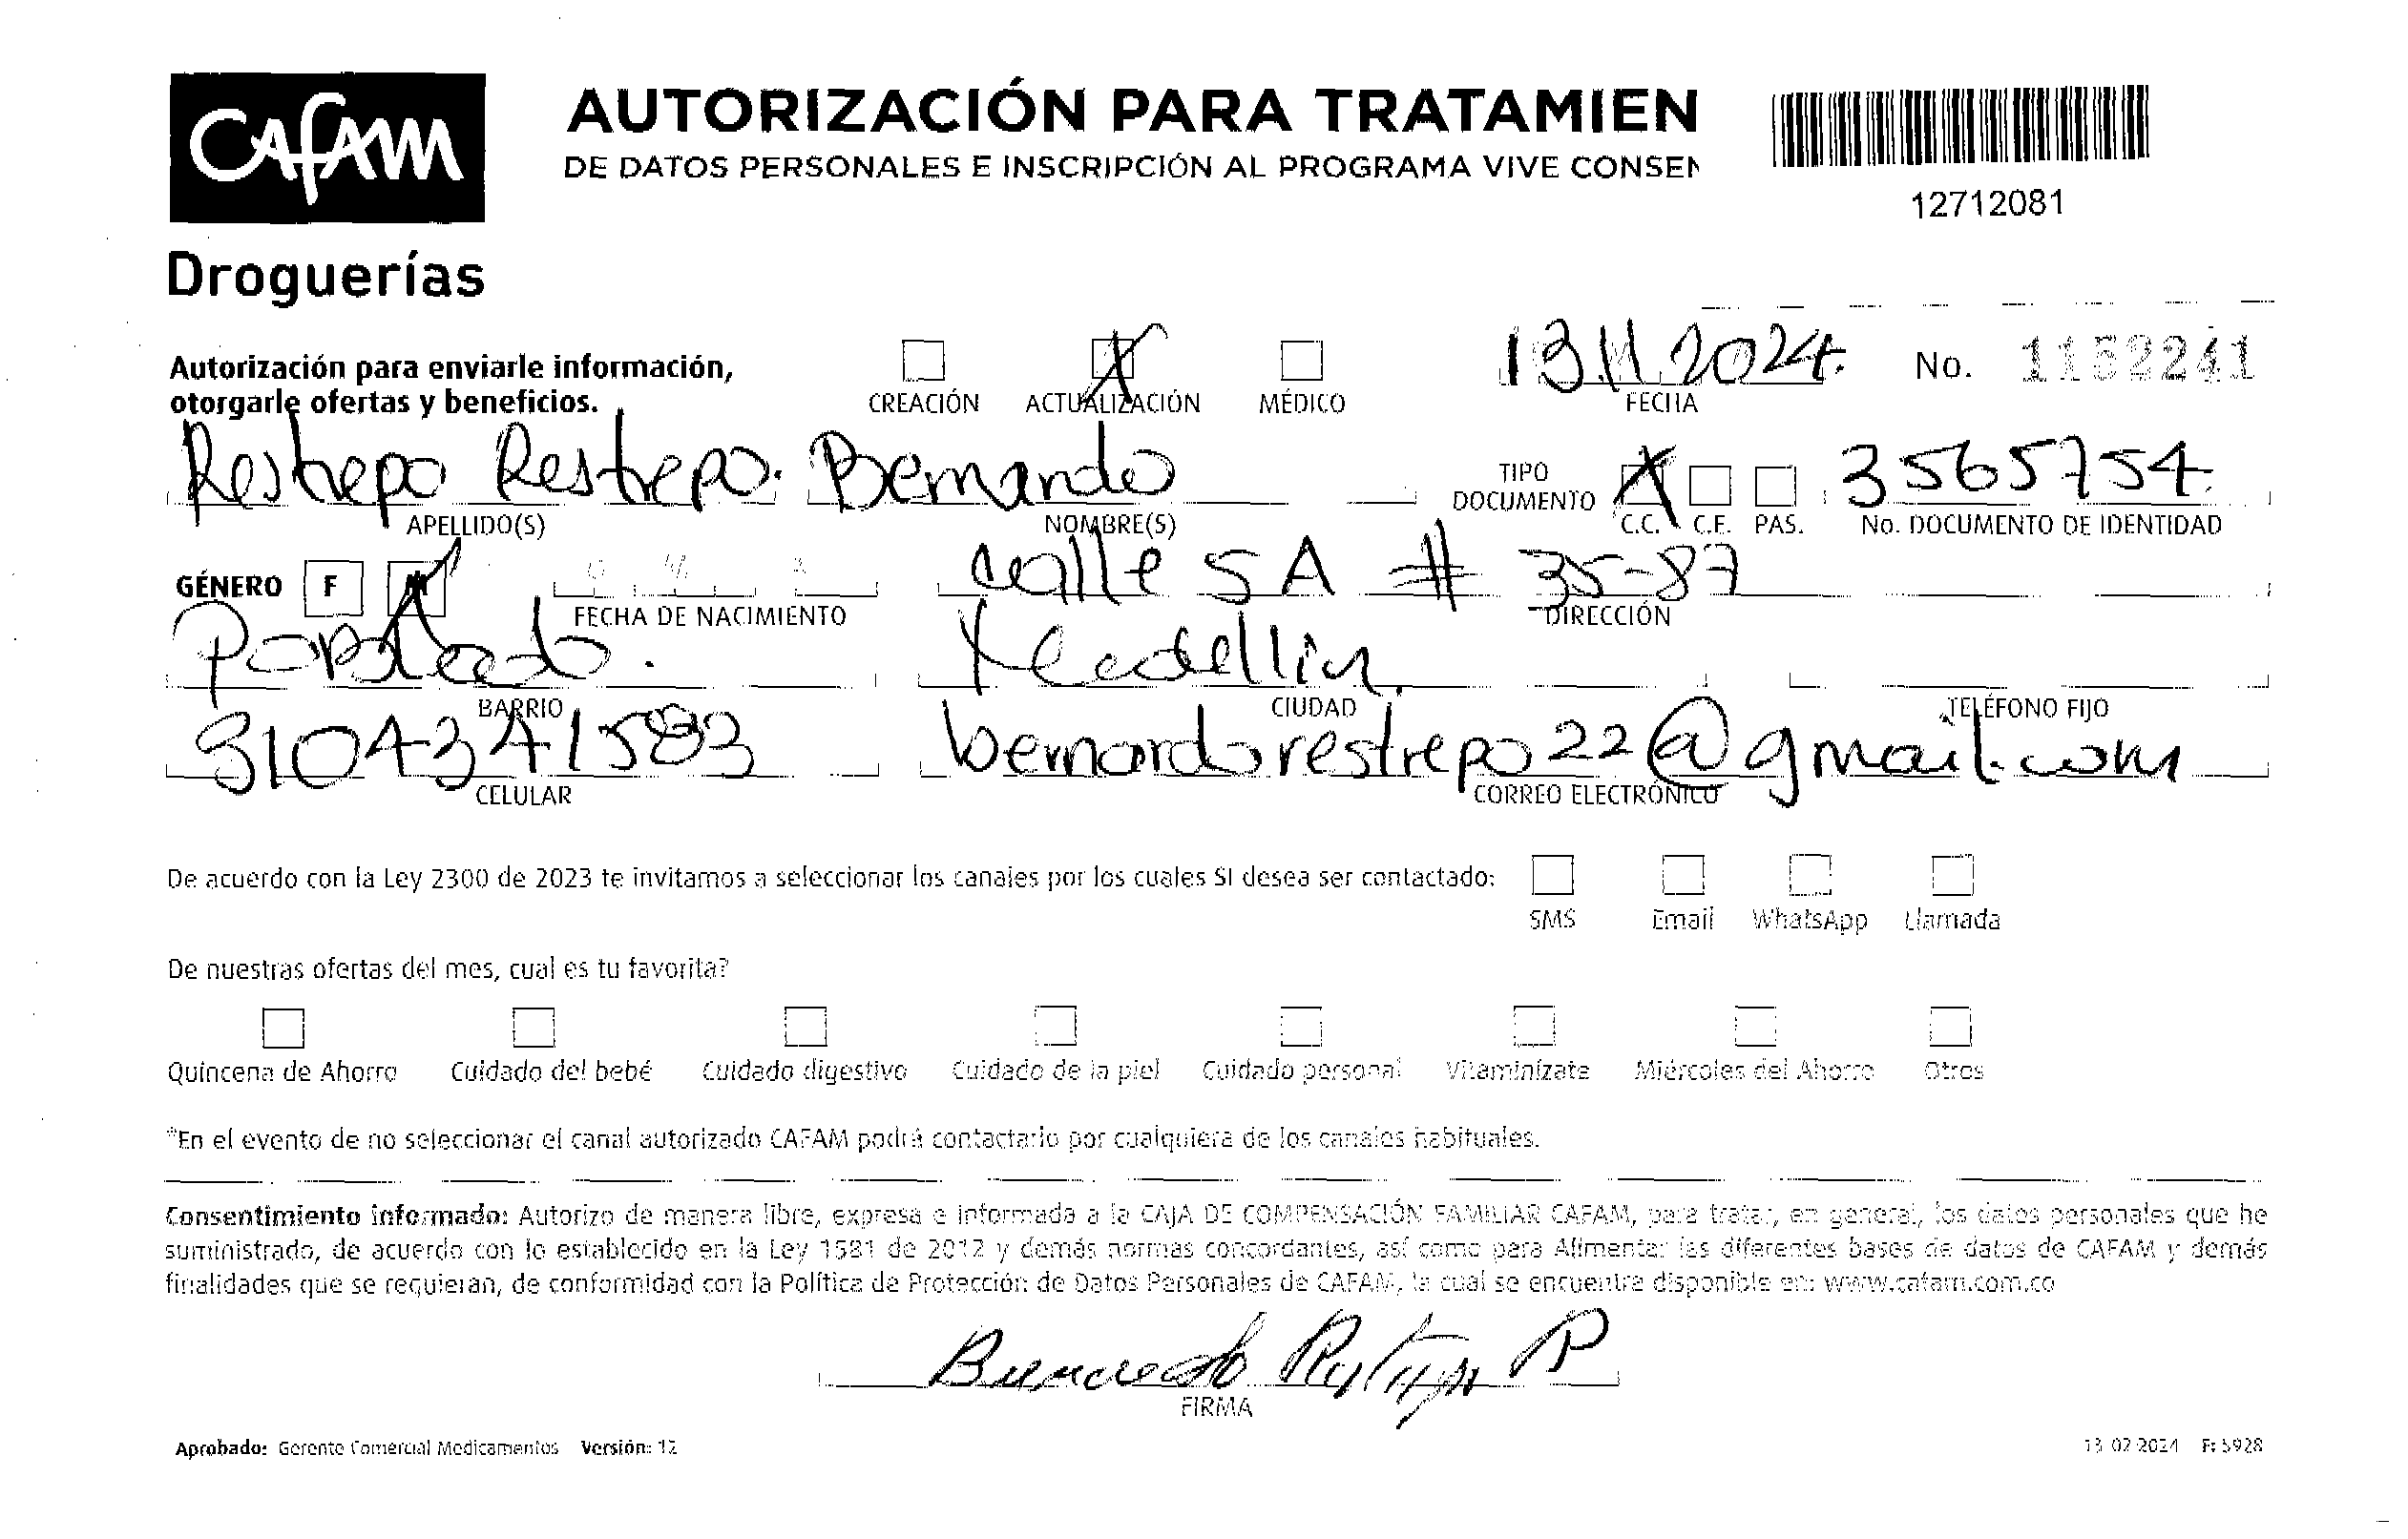 CAFAM
AUTORIZACIÓN PARA TRATAMIEN
DE DATOS PERSONALES E INSCRIPCIÓN AL PROGRAMA VIVE CONSEN
12712081
Droguerías
Autorización para enviarle información,
otorgarle ofertas y beneficios.
CREACIÓN ACTUALIZACIÓN MÉDICO
13.11.2024.
FECHA
No. 1152241
Restrepo Restrepo. Bernardo
APELLIDO(S) NOMBRE(S)
TIPO DOCUMENTO X 3565754.
C.C. C.E. PAS. No. DOCUMENTO DE IDENTIDAD
GÉNERO F M calle 5A # 35-87
FECHA DE NACIMIENTO DIRECCIÓN
Poblado. Medellin.
BARRIO CIUDAD TELÉFONO FIJO
3104341583 bernardorestrepo22@gmail.com
CELULAR CORREO ELECTRÓNICO
De acuerdo con la Ley 2300 de 2023 te invitamos a seleccionar los canales por los cuales SI desea ser contactado:
SMS Email WhatsApp Llamada
De nuestras ofertas del mes, cual es tu favorita?
Quincena de Ahorro Cuidado del bebé Cuidado digestivo Cuidado de la piel Cuidado personal Vitamínizate Miércoles del Ahorro Otros
*En el evento de no seleccionar el canal autorizado CAFAM podrá contactarlo por cualquiera de los canales habituales.
Consentimiento informado: Autorizo de manera libre, expresa e informada a la CAJA DE COMPENSACIÓN FAMILIAR CAFAM, para tratar, en general, los datos personales que he
suministrado, de acuerdo con lo establecido en la Ley 1581 de 2012 y demás normas concordantes, así como para Alimentar las diferentes bases de datos de CAFAM y demás
finalidades que se requieran, de conformidad con la Política de Protección de Datos Personales de CAFAM, la cual se encuentra disponible en: www.cafam.com.co
Bernardo Restrepo R
FIRMA
Aprobado: Gerente Comercial Medicamentos Versión: 12
13-02-2024 F: 5928